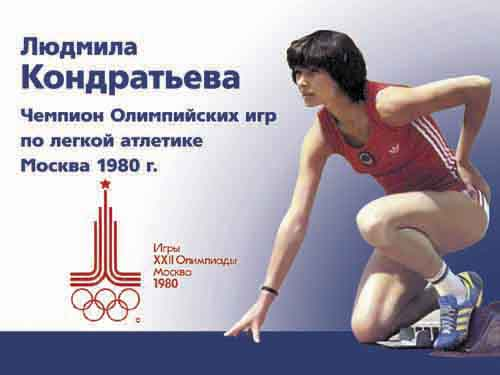 Людмила
Кондратьева
Чемпион Олимпийских игр
по легкой атлетике
Москва 1980 г.
Игры
XXII Олимпиады
Москва
1980